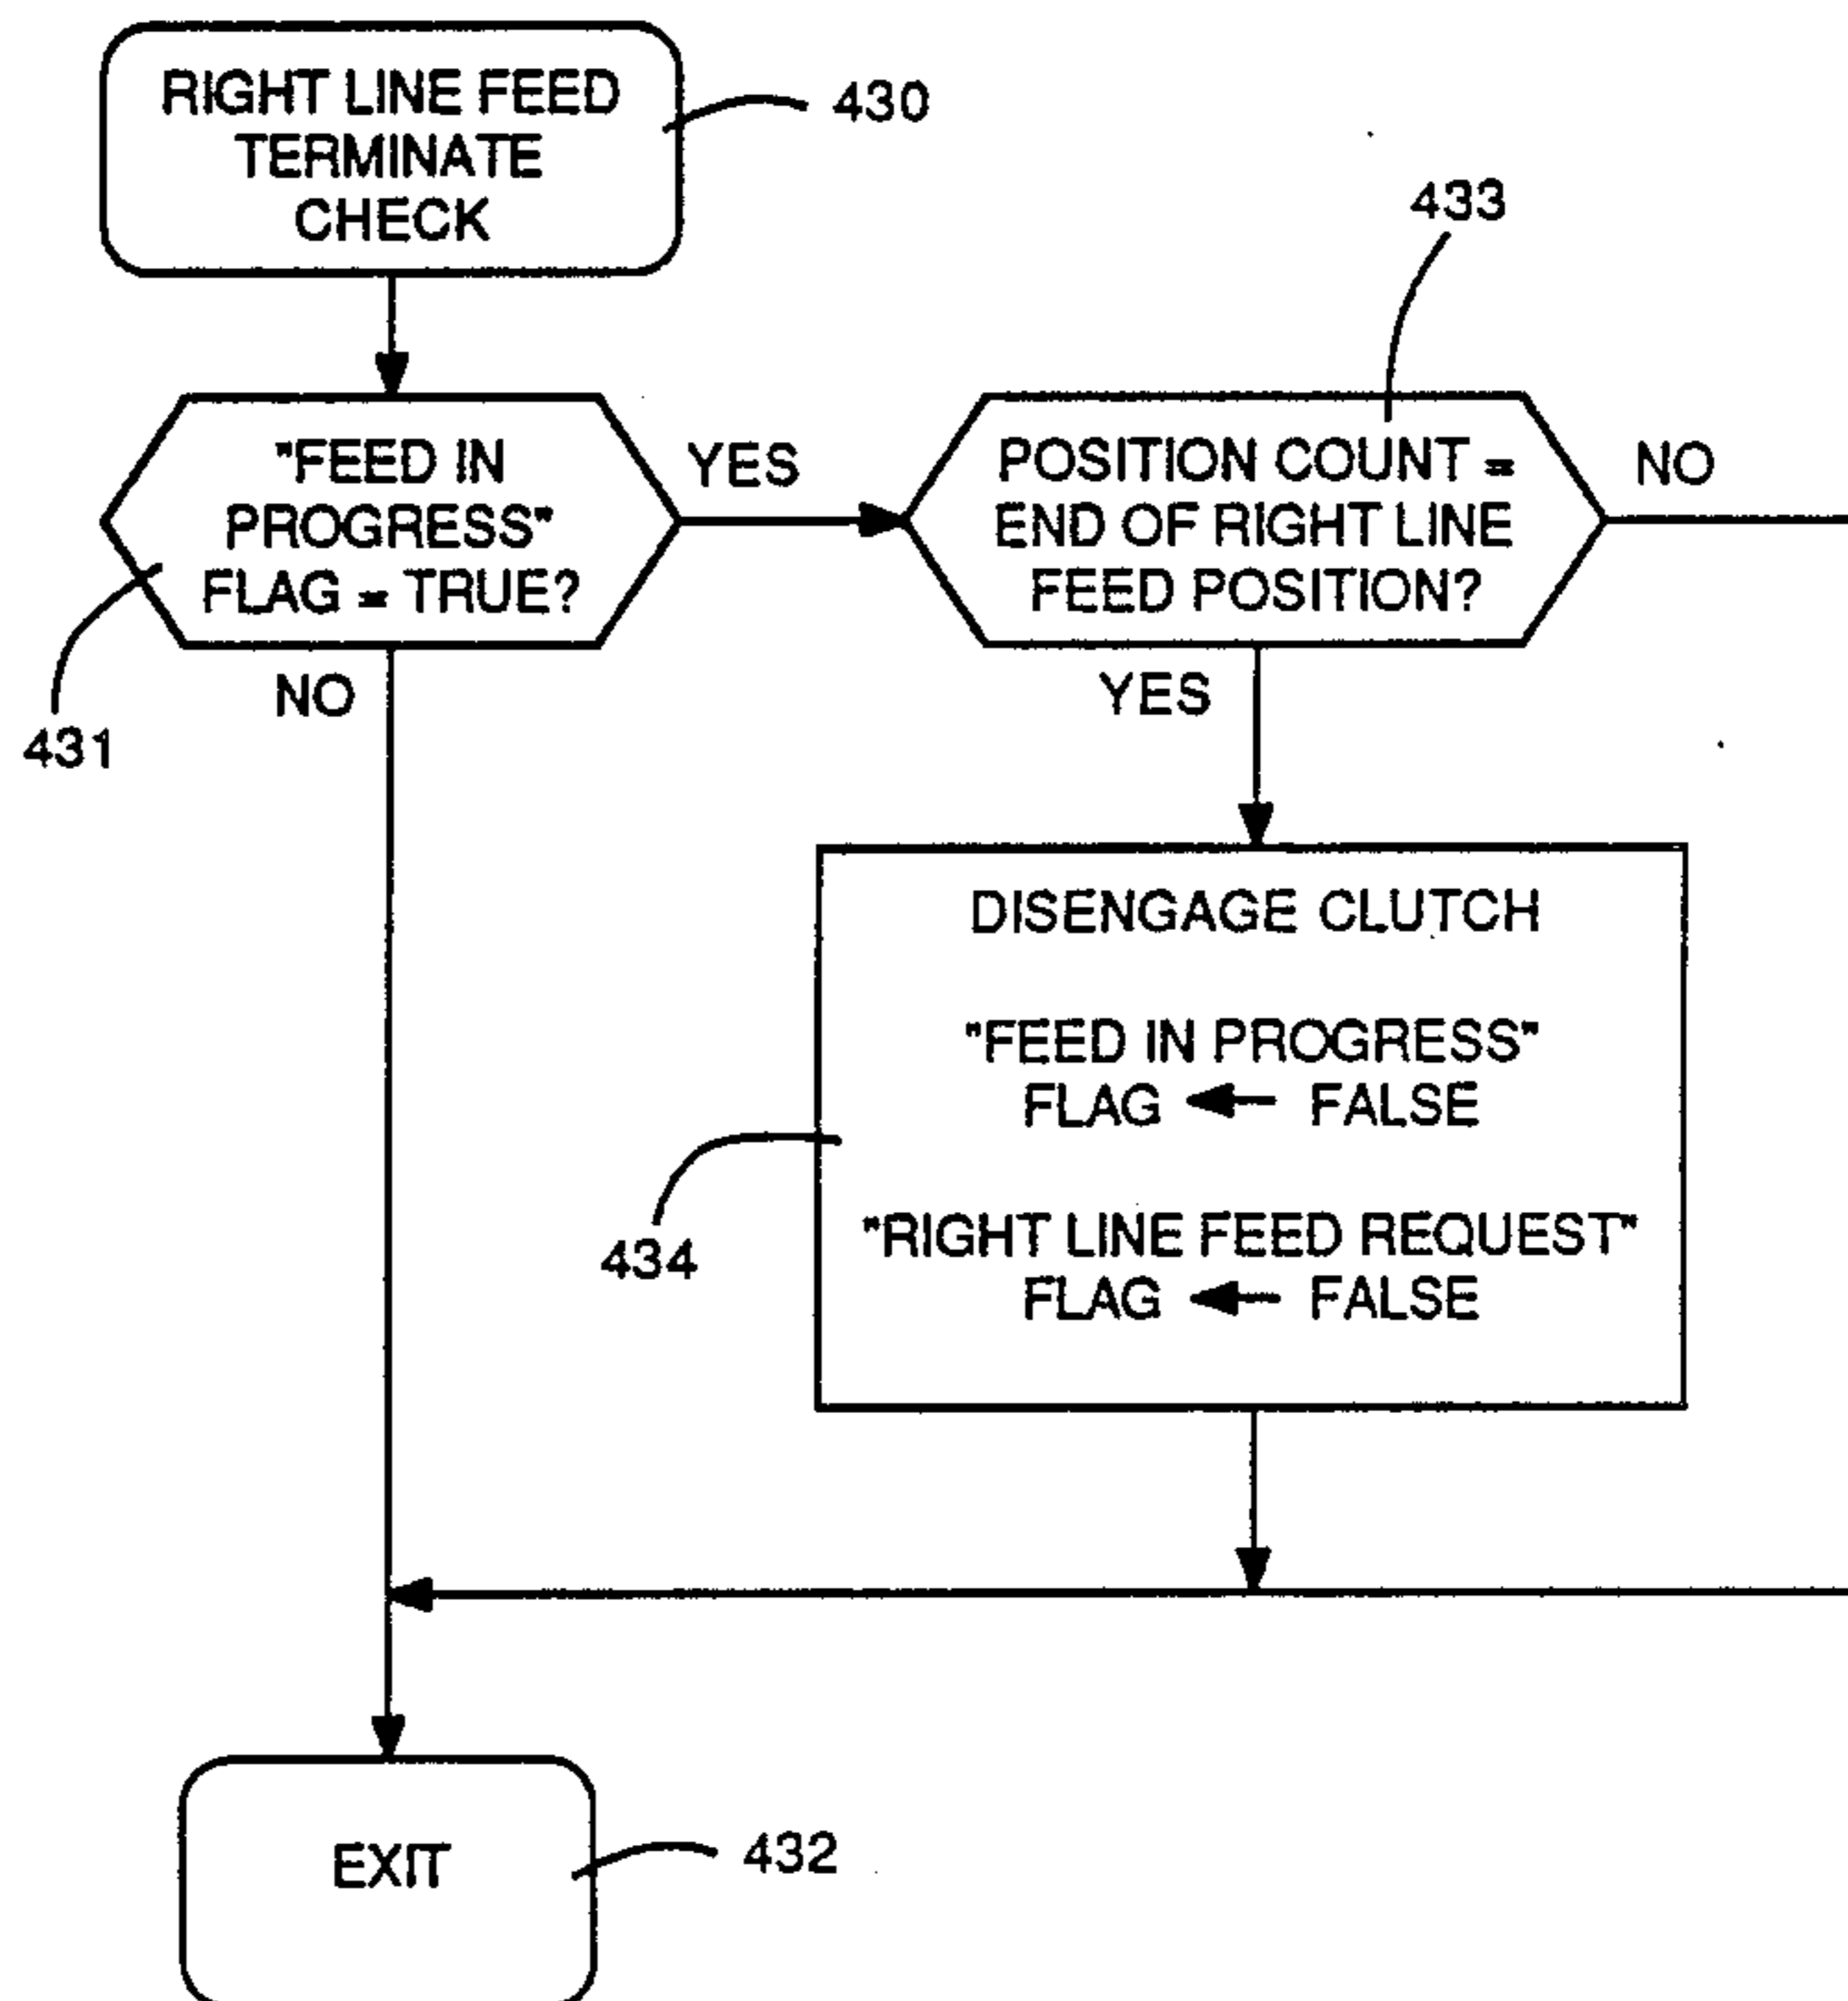 RIGHT LINE FEED
TERMINATE
CHECK
430
433
"FEED IN
PROGRESS"
FLAG = TRUE?
YES
POSITION COUNT =
END OF RIGHT LINE
FEED POSITION?
NO
431
NO
YES
DISENGAGE CLUTCH
"FEED IN PROGRESS"
FLAG ← FALSE
434
"RIGHT LINE FEED REQUEST"
FLAG ← FALSE
EXIT
432